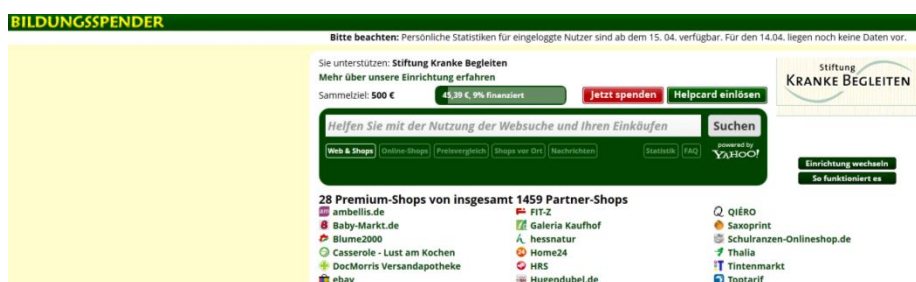 BILDUNGSSPENDER
Bitte beachten: Persönliche Statistiken für eingeloggte Nutzer sind ab dem 15. 04. verfügbar. Für den 14.04. liegen noch keine Daten vor.
Sie unterstützen: Stiftung Kranke Begleiten
Mehr über unsere Einrichtung erfahren
Sammelziel: 500 € 45,39 €, 9% finanziert Jetzt spenden Helpcard einlösen
Stiftung
KRANKE BEGLEITEN
Helfen Sie mit der Nutzung der Websuche und Ihren Einkäufen Suchen
Web & Shops Online-Shops Preisvergleich Shops vor Ort Nachrichten Statistik FAQ powered by
YAHOO!
Einrichtung wechseln
So funktioniert es
28 Premium-Shops von insgesamt 1459 Partner-Shops
ambellis.de FIT-Z QIÉRO
Baby-Markt.de Galeria Kaufhof Saxoprint
Blume2000 hessnatur Schulranzen-Onlineshop.de
Casserole - Lust am Kochen Home24 Thalia
DocMorris Versandapotheke HRS Tintenmarkt
ebay Hugendubel.de Toptarif